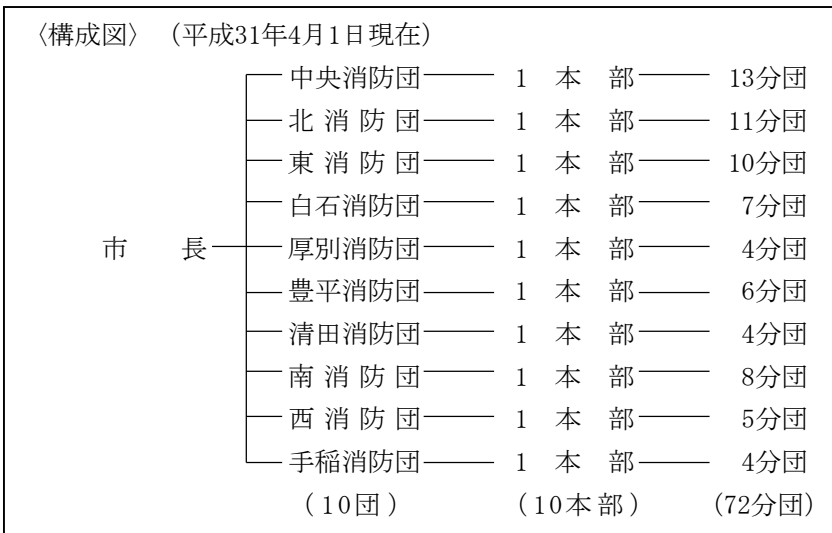 〈構成図〉（平成31年4月1日現在）
中央消防団 1 本 部 13分団
北消防団 1 本 部 11分団
東消防団 1 本 部 10分団
白石消防団 1 本 部 7分団
市 長 厚別消防団 1 本 部 4分団
豊平消防団 1 本 部 6分団
清田消防団 1 本 部 4分団
南消防団 1 本 部 8分団
西消防団 1 本 部 5分団
手稲消防団 1 本 部 4分団
（10団） （10本部） （72分団）